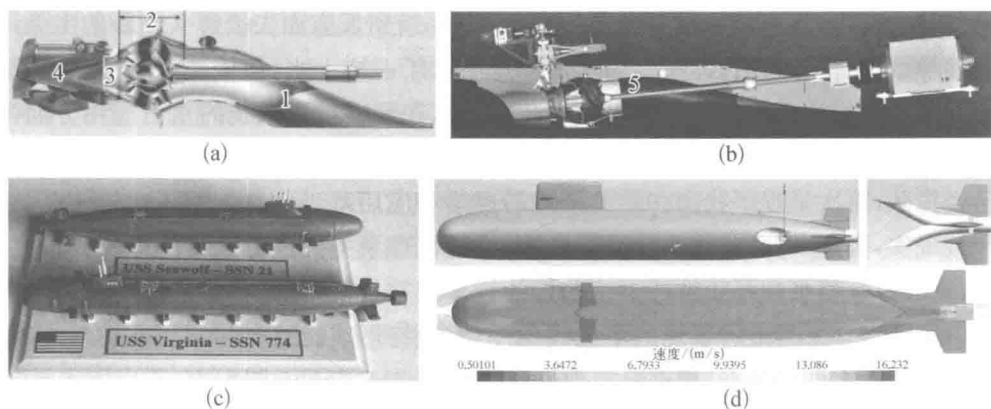 2
4
3
1
(a)
5
(b)
USS Seawolf – SSN 21
USS Virginia – SSN 774
(c)
速度/(m/s)
0.50101 3.6472 6.7933 9.9395 13.086 16.232
(d)